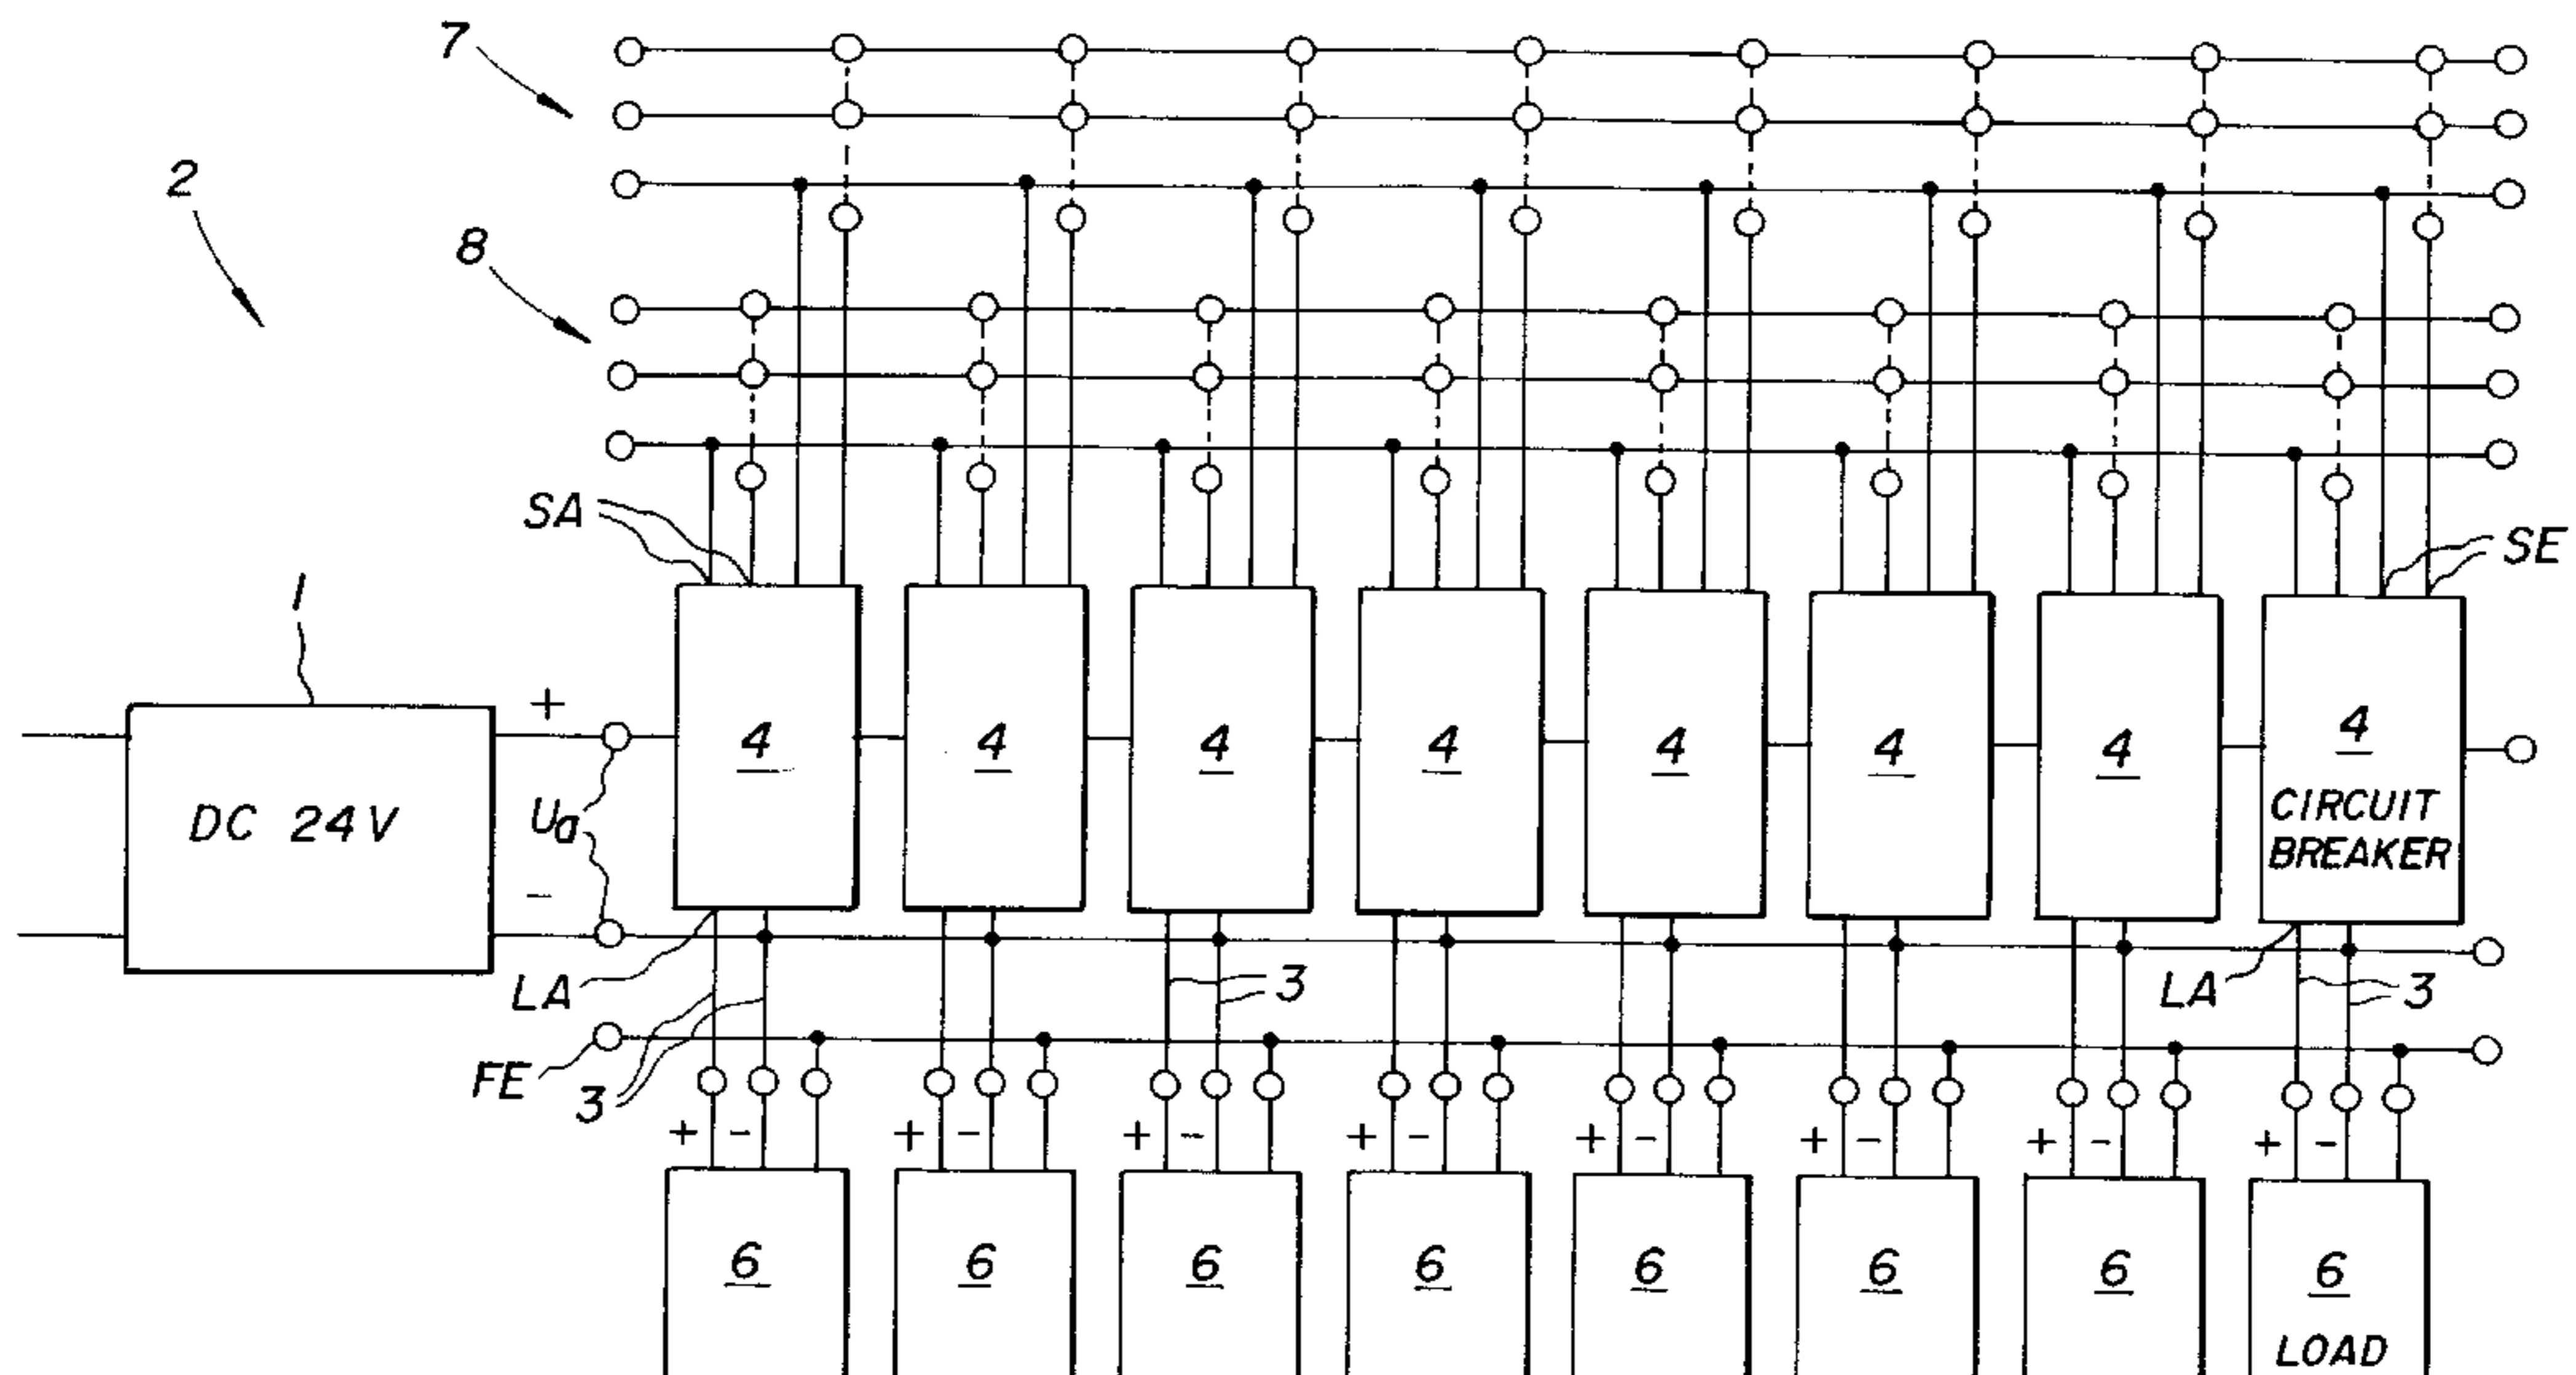 7
2
8
SA
SE
1
+
4 4 4 4 4 4 4 4
DC 24V
Ua
CIRCUIT
BREAKER
-
LA
3
LA
3
FE
3
+ - + - + - + - + - + - + - + -
6 6 6 6 6 6 6 6
LOAD